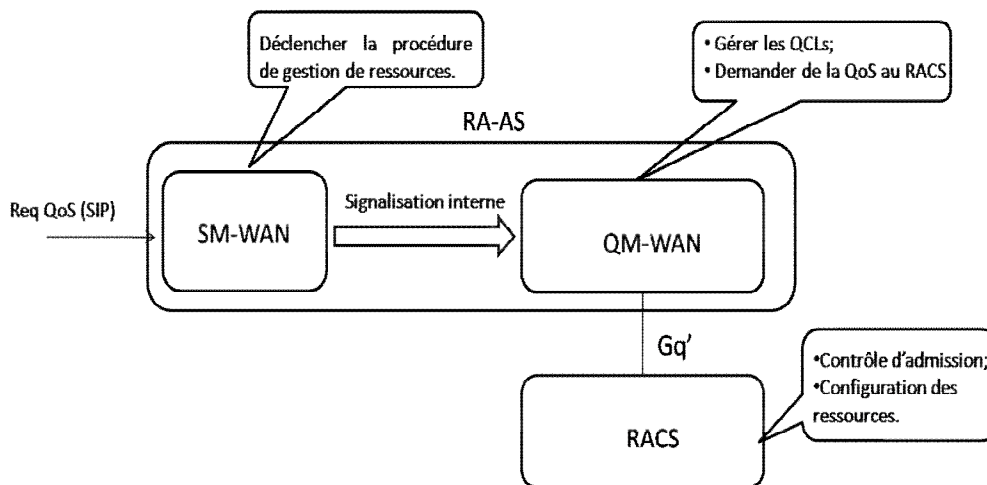 Déclencher la procédure
de gestion de ressources.
• Gérer les QCLs;
• Demander de la QoS au RACS
RA-AS
Req QoS (SIP)
SM-WAN
Signalisation interne
QM-WAN
Gq’
RACS
•Contrôle d’admission;
•Configuration des
ressources.